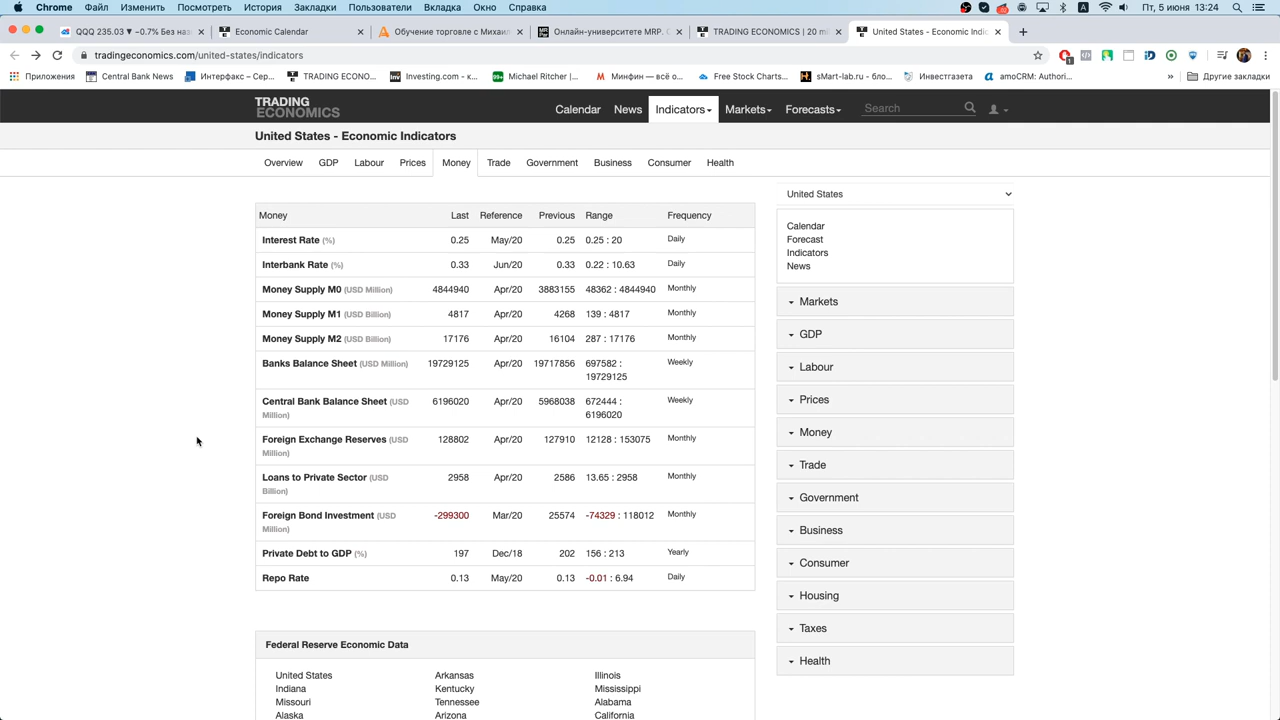 Chrome Файл Изменить Посмотреть История Закладки Пользователи Вкладка Окно Справка Пт, 5 июня 13:24
QQQ 235.03 ▼ −0.7% Без наз
Economic Calendar
Обучение торговле с Михаил
Онлайн-университете MRP. С
TRADING ECONOMICS | 20 mil
United States - Economic Indic
tradingeconomics.com/united-states/indicators
Приложения Central Bank News Интерфакс – Сер... TRADING ECONO... Investing.com - к... Michael Ritcher |... Минфин — всё о... Free Stock Charts... sMart-lab.ru - бло... Инвестгазета amoCRM: Authori... » Другие закладки
TRADING
ECONOMICS
Calendar News Indicators Markets Forecasts Search
United States - Economic Indicators
Overview GDP Labour Prices Money Trade Government Business Consumer Health
Money Last Reference Previous Range Frequency
Interest Rate (%) 0.25 May/20 0.25 0.25 : 20 Daily
Interbank Rate (%) 0.33 Jun/20 0.33 0.22 : 10.63 Daily
Money Supply M0 (USD Million) 4844940 Apr/20 3883155 48362 : 4844940 Monthly
Money Supply M1 (USD Billion) 4817 Apr/20 4268 139 : 4817 Monthly
Money Supply M2 (USD Billion) 17176 Apr/20 16104 287 : 17176 Monthly
Banks Balance Sheet (USD Million) 19729125 Apr/20 19717856 697582 : Weekly
19729125
Central Bank Balance Sheet (USD 6196020 Apr/20 5968038 672444 : Weekly
Million) 6196020
Foreign Exchange Reserves (USD 128802 Apr/20 127910 12128 : 153075 Monthly
Million)
Loans to Private Sector (USD 2958 Apr/20 2586 13.65 : 2958 Monthly
Billion)
Foreign Bond Investment (USD -299300 Mar/20 25574 -74329 : 118012 Monthly
Million)
Private Debt to GDP (%) 197 Dec/18 202 156 : 213 Yearly
Repo Rate 0.13 May/20 0.13 -0.01 : 6.94 Daily
Federal Reserve Economic Data
United States Arkansas Illinois
Indiana Kentucky Mississippi
Missouri Tennessee Alabama
Alaska Arizona California
United States
Calendar
Forecast
Indicators
News
Markets
GDP
Labour
Prices
Money
Trade
Government
Business
Consumer
Housing
Taxes
Health